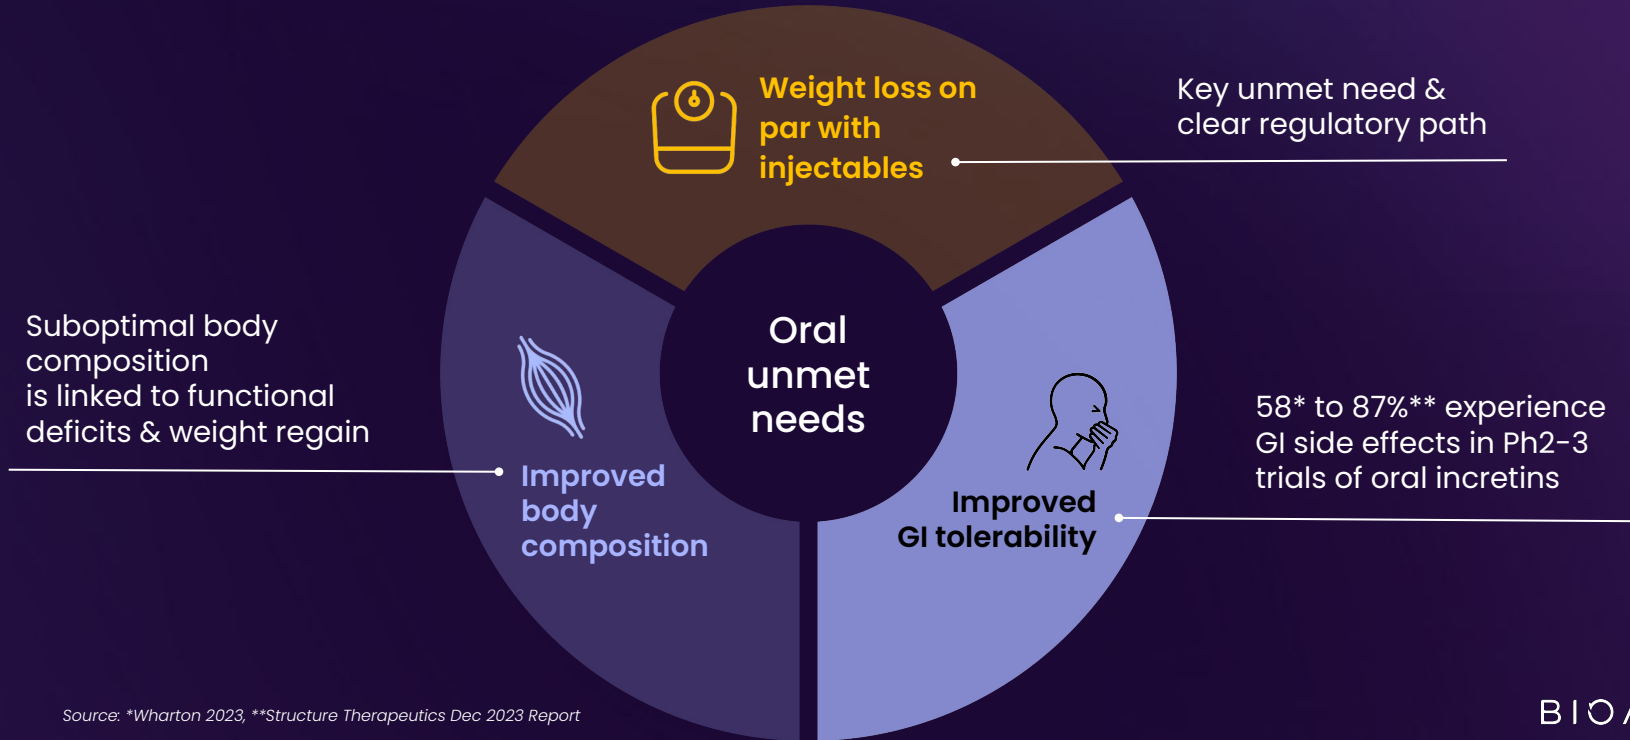 Weight loss on
par with
injectables
Key unmet need &
clear regulatory path
Suboptimal body
composition
is linked to functional
deficits & weight regain
Oral
unmet
needs
Improved
body
composition
Improved
GI tolerability
58* to 87%** experience
GI side effects in Ph2-3
trials of oral incretins
Source: *Wharton 2023, **Structure Therapeutics Dec 2023 Report